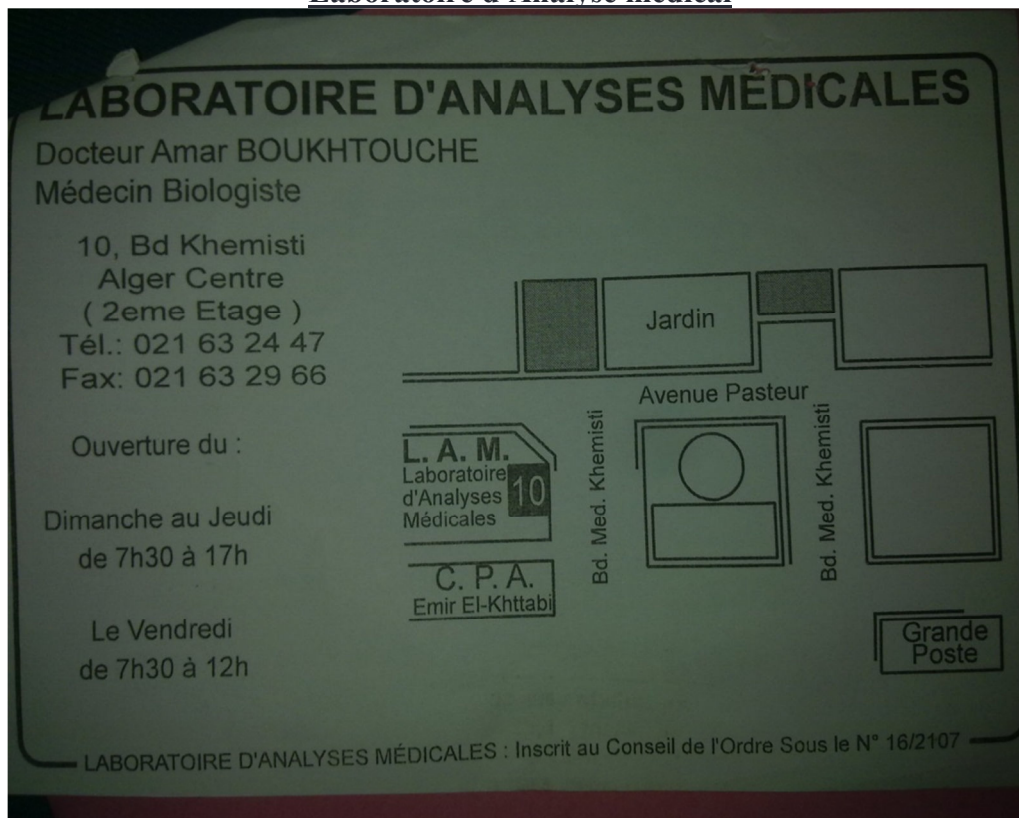 Laboratoire d'Analyse médical
LABORATOIRE D'ANALYSES MÉDICALES
Docteur Amar BOUKHTOUCHE
Médecin Biologiste
10, Bd Khemisti
Alger Centre
( 2eme Etage )
Tél.: 021 63 24 47
Fax: 021 63 29 66
Ouverture du :
Dimanche au Jeudi
de 7h30 à 17h
Le Vendredi
de 7h30 à 12h
Jardin
Avenue Pasteur
L. A. M.
Laboratoire
d'Analyses
Médicales
10
Bd. Med. Khemisti
Bd. Med. Khemisti
C. P. A.
Emir El-Khttabi
Grande
Poste
LABORATOIRE D'ANALYSES MÉDICALES : Inscrit au Conseil de l'Ordre Sous le N° 16/2107